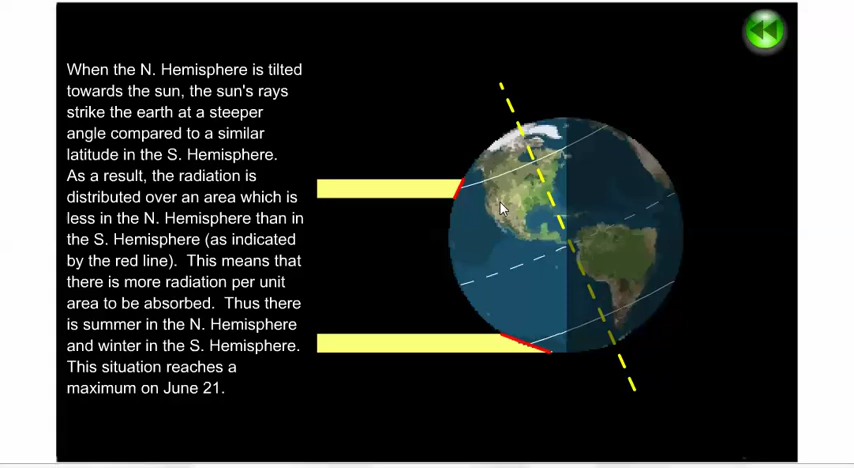 When the N. Hemisphere is tilted
towards the sun, the sun's rays
strike the earth at a steeper
angle compared to a similar
latitude in the S. Hemisphere.
As a result, the radiation is
distributed over an area which is
less in the N. Hemisphere than in
the S. Hemisphere (as indicated
by the red line).  This means that
there is more radiation per unit
area to be absorbed.  Thus there
is summer in the N. Hemisphere
and winter in the S. Hemisphere.
This situation reaches a
maximum on June 21.